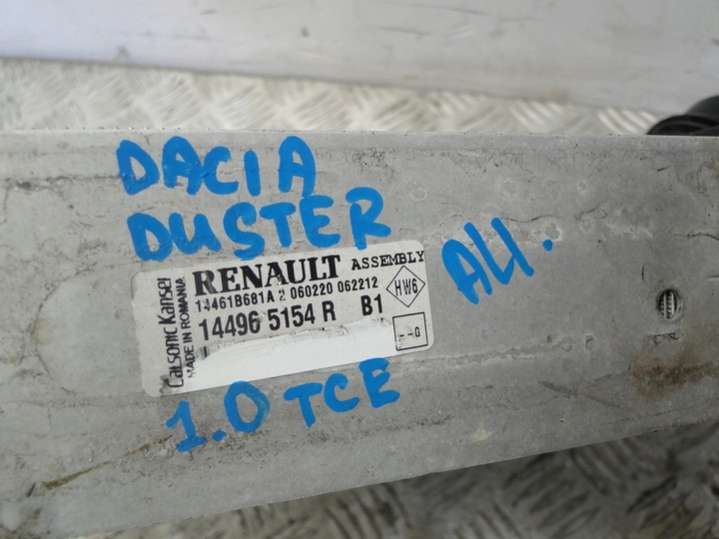 DACIA
DUSTER
ALI.
RENAULT ASSEMBLY
14461B681A 2 060220 062212
HW6
14496 5154 R B1
--G
Calsonic Kansei
MADE IN ROMANIA
1.0 TCE